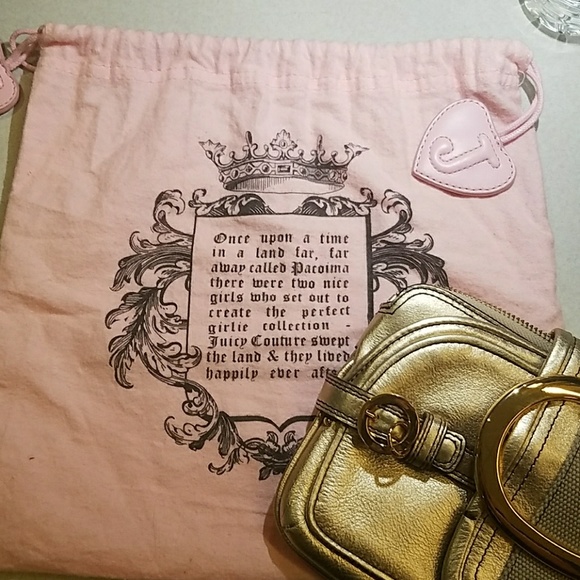 J
Once upon a time
in a land far, far
away called Pacoima
there were two nice
girls who set out to
create the perfect
girlie collection -
Juicy Couture swept
the land & they lived
happily ever after